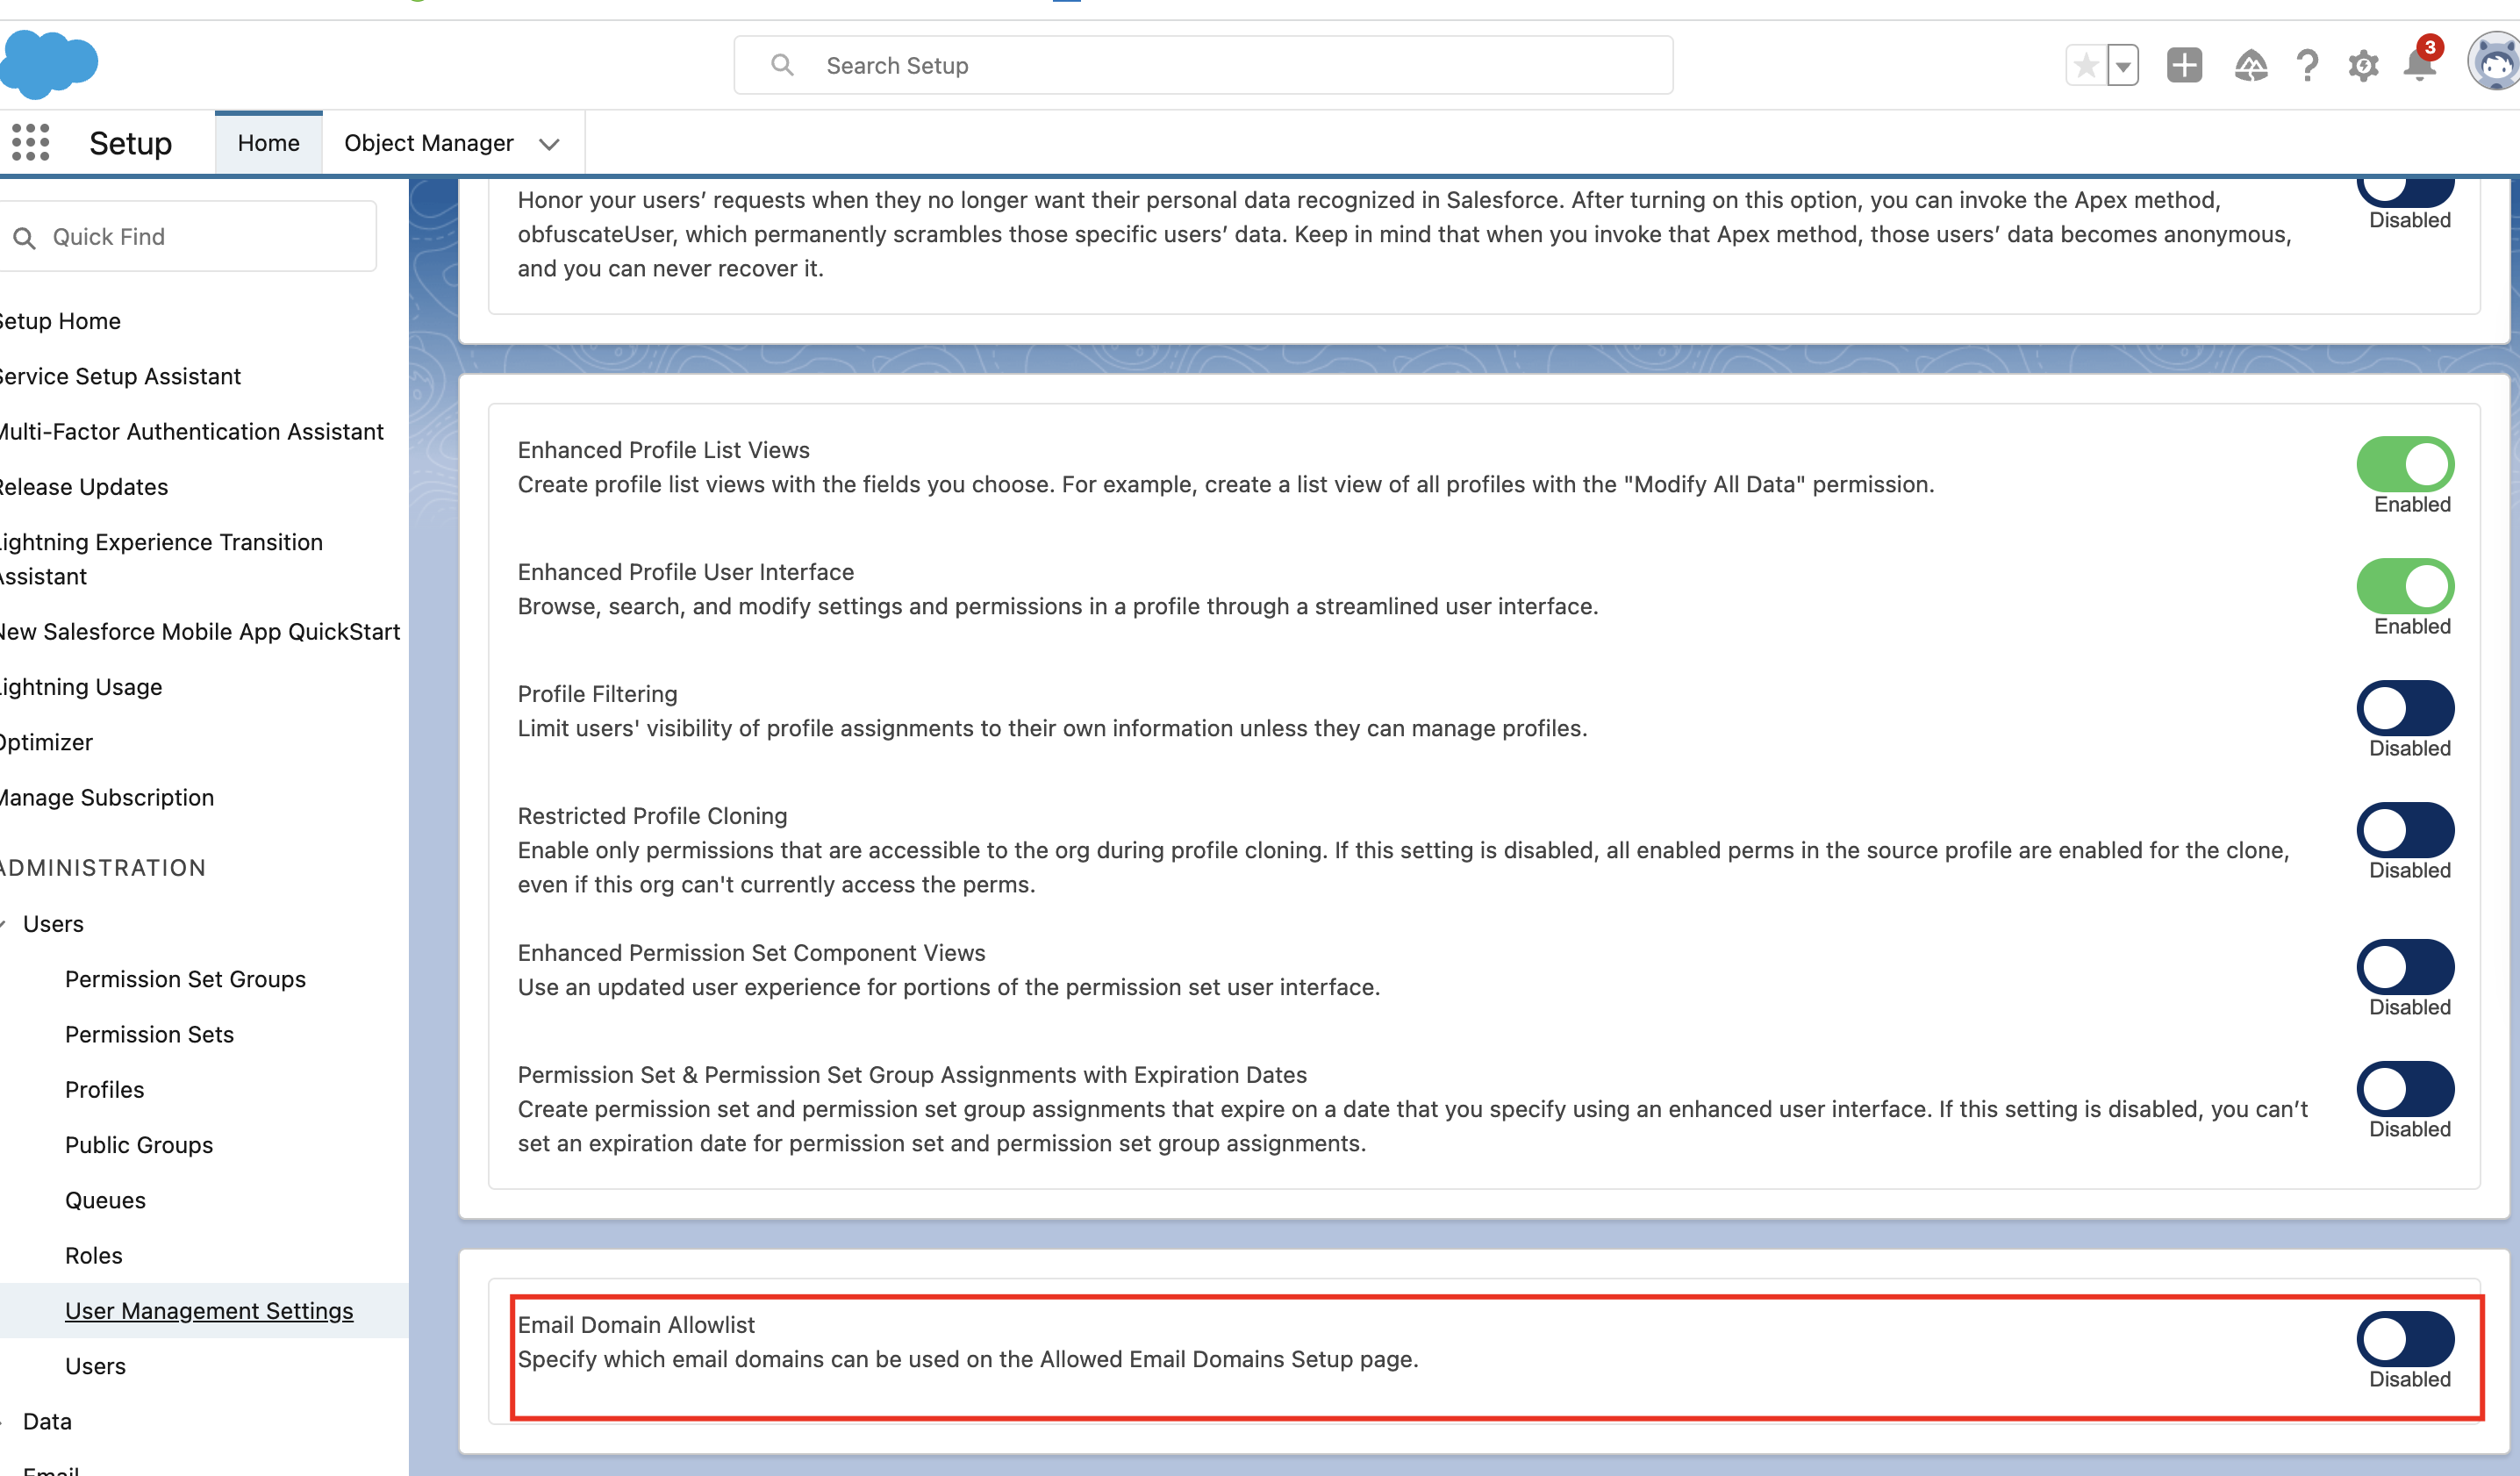 Search Setup
3
Setup
Home
Object Manager
Quick Find
Setup Home
Service Setup Assistant
Multi-Factor Authentication Assistant
Release Updates
Lightning Experience Transition
Assistant
New Salesforce Mobile App QuickStart
Lightning Usage
Optimizer
Manage Subscription
ADMINISTRATION
Users
Permission Set Groups
Permission Sets
Profiles
Public Groups
Queues
Roles
User Management Settings
Users
Data
Email
Honor your users’ requests when they no longer want their personal data recognized in Salesforce. After turning on this option, you can invoke the Apex method,
obfuscateUser, which permanently scrambles those specific users’ data. Keep in mind that when you invoke that Apex method, those users’ data becomes anonymous,
and you can never recover it.
Disabled
Enhanced Profile List Views
Create profile list views with the fields you choose. For example, create a list view of all profiles with the "Modify All Data" permission.
Enabled
Enhanced Profile User Interface
Browse, search, and modify settings and permissions in a profile through a streamlined user interface.
Enabled
Profile Filtering
Limit users' visibility of profile assignments to their own information unless they can manage profiles.
Disabled
Restricted Profile Cloning
Enable only permissions that are accessible to the org during profile cloning. If this setting is disabled, all enabled perms in the source profile are enabled for the clone,
even if this org can't currently access the perms.
Disabled
Enhanced Permission Set Component Views
Use an updated user experience for portions of the permission set user interface.
Disabled
Permission Set & Permission Set Group Assignments with Expiration Dates
Create permission set and permission set group assignments that expire on a date that you specify using an enhanced user interface. If this setting is disabled, you can’t
set an expiration date for permission set and permission set group assignments.
Disabled
Email Domain Allowlist
Specify which email domains can be used on the Allowed Email Domains Setup page.
Disabled